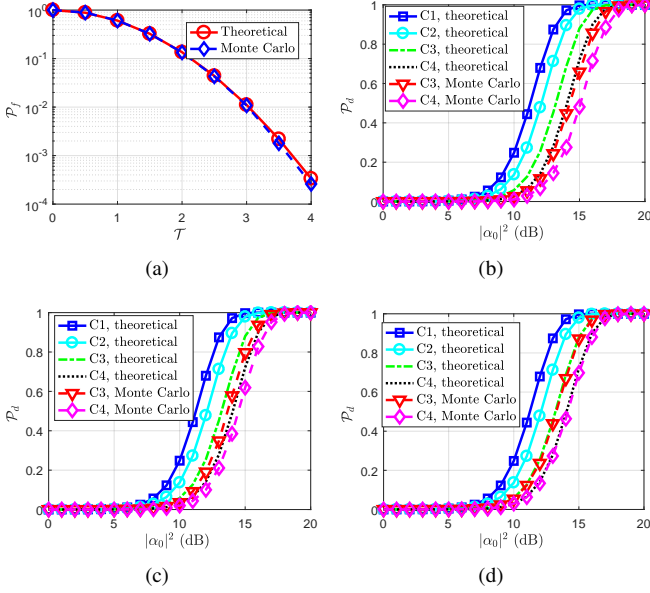 10^0
10^-1
10^-2
10^-3
10^-4
P_f
0 1 2 3 4
T
Theoretical
Monte Carlo
(a)
1
0.8
0.6
0.4
0.2
0
P_d
0 5 10 15 20
|α_0|^2 (dB)
C1, theoretical
C2, theoretical
C3, theoretical
C4, theoretical
C3, Monte Carlo
C4, Monte Carlo
(b)
1
0.8
0.6
0.4
0.2
0
P_d
0 5 10 15 20
|α_0|^2 (dB)
C1, theoretical
C2, theoretical
C3, theoretical
C4, theoretical
C3, Monte Carlo
C4, Monte Carlo
(c)
1
0.8
0.6
0.4
0.2
0
P_d
0 5 10 15 20
|α_0|^2 (dB)
C1, theoretical
C2, theoretical
C3, theoretical
C4, theoretical
C3, Monte Carlo
C4, Monte Carlo
(d)